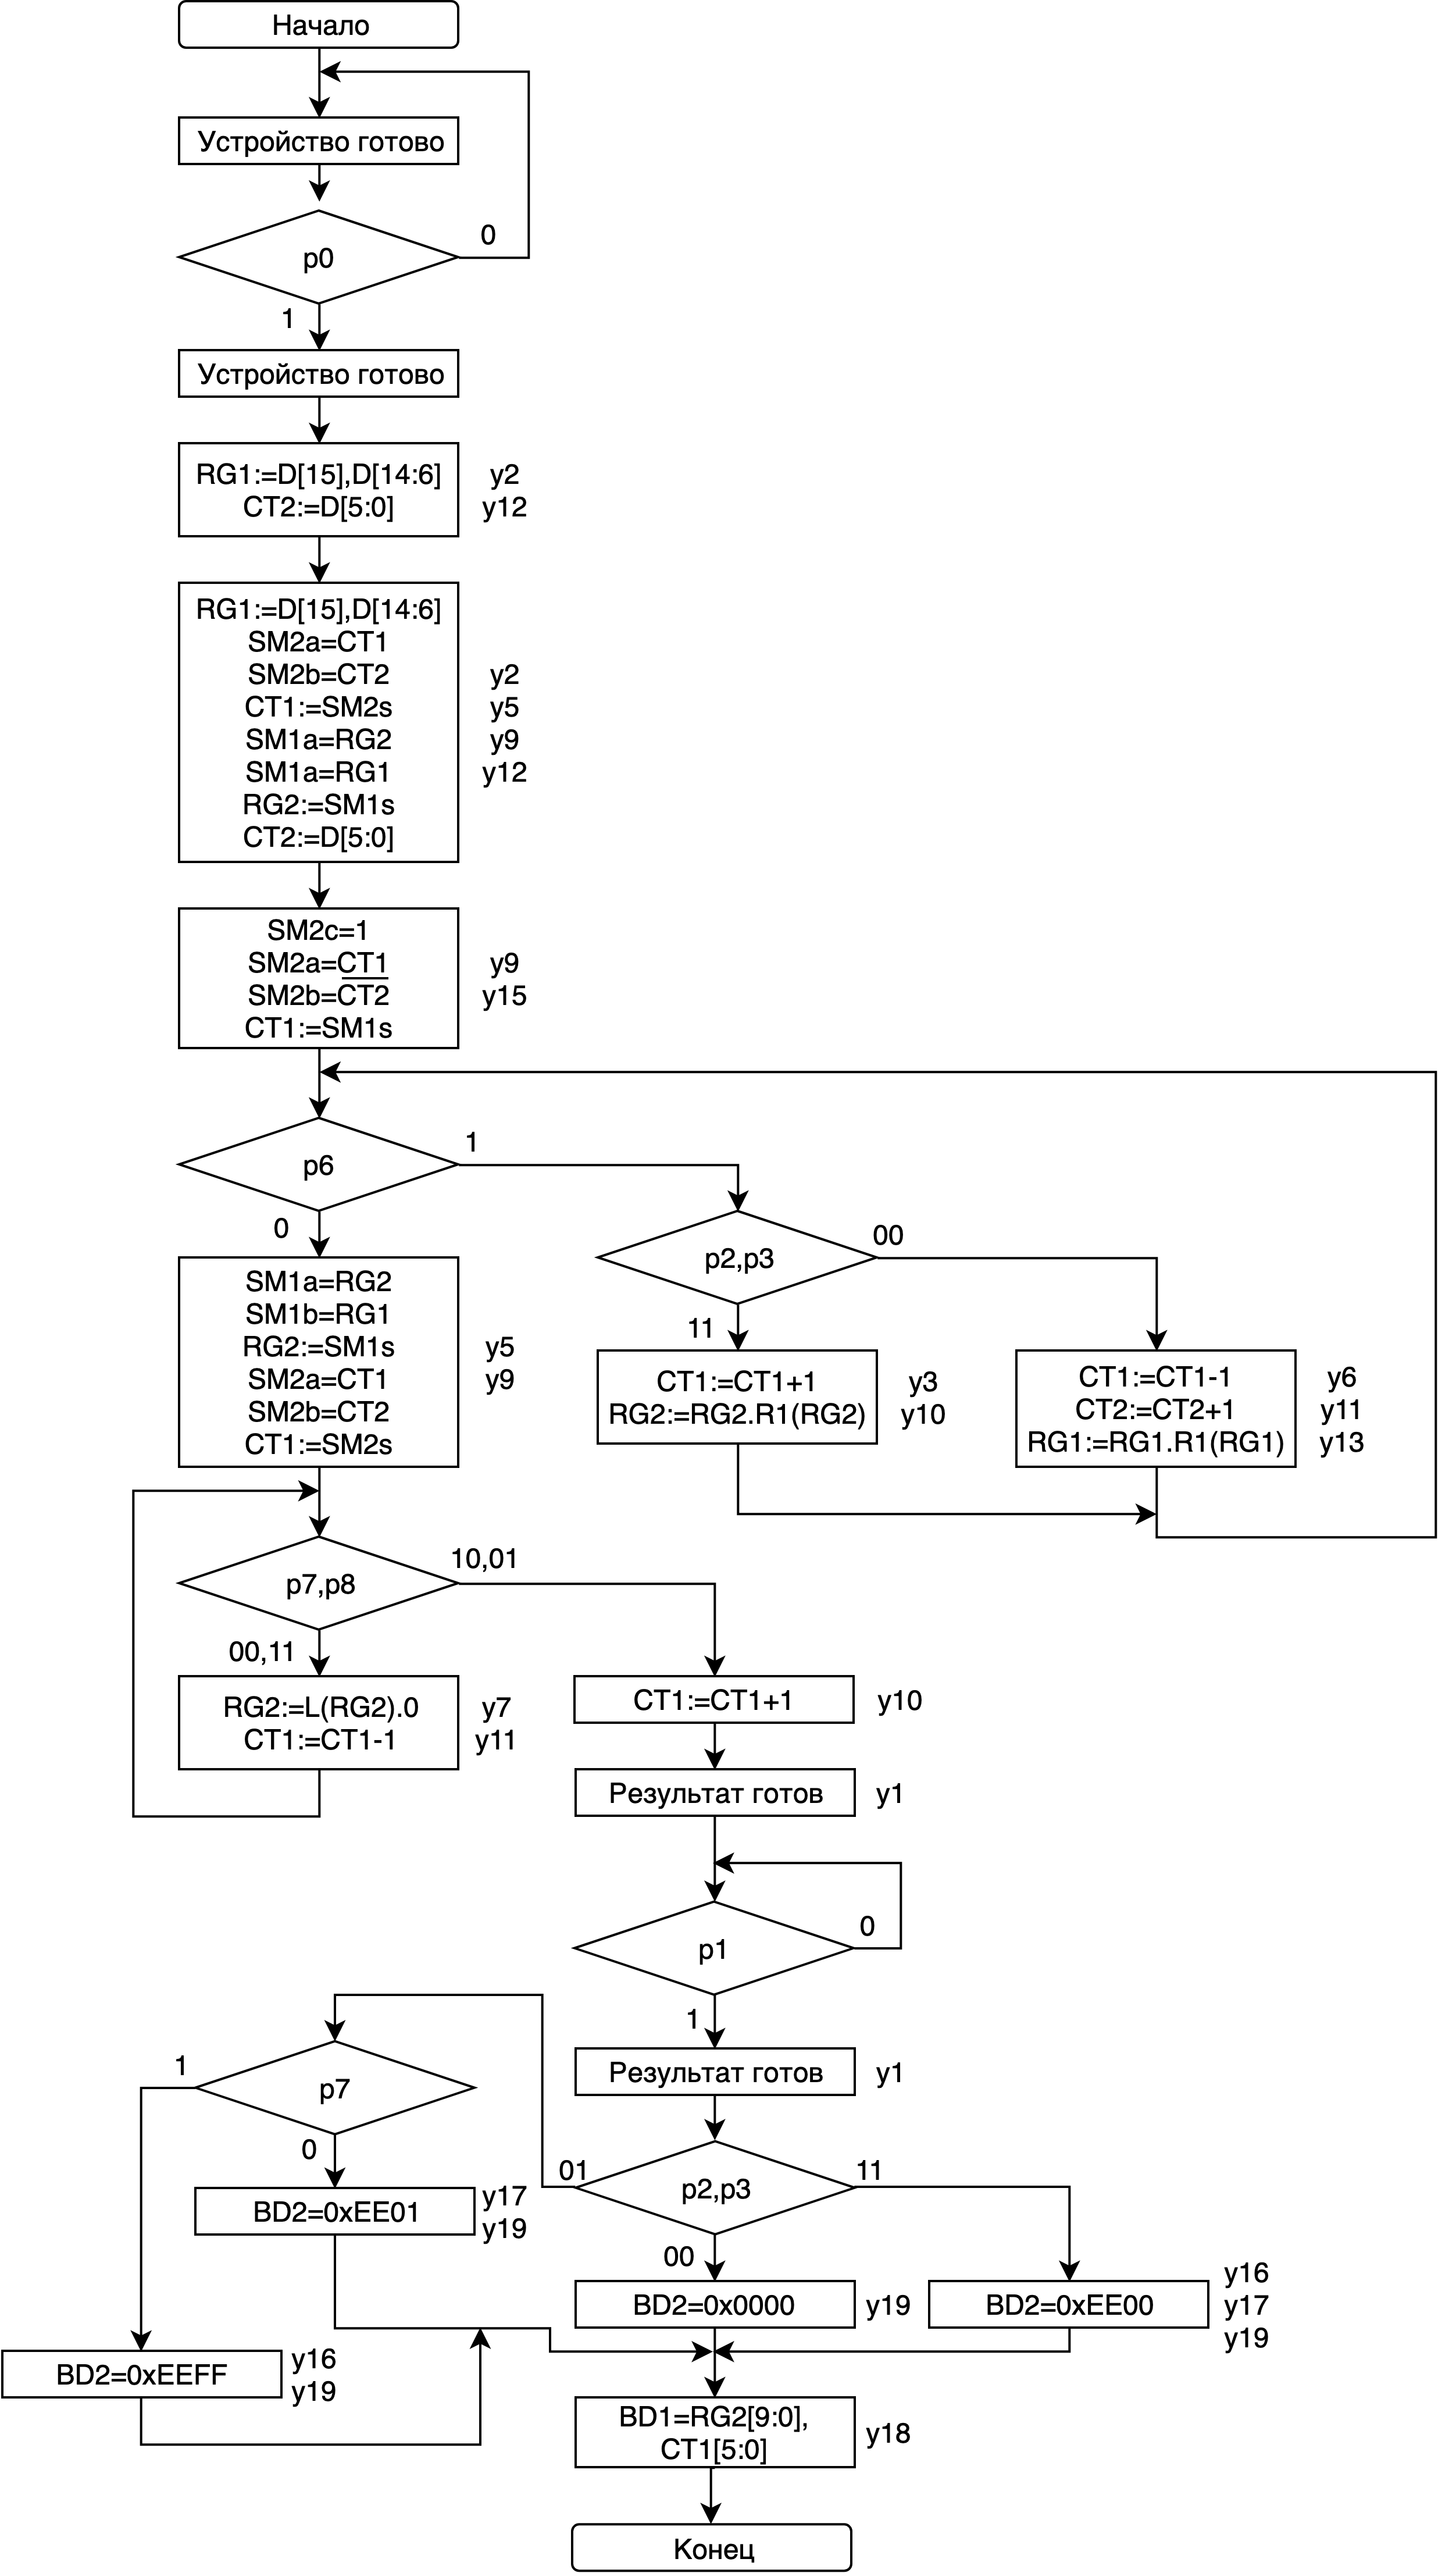 Начало
Устройство готово
0
p0
1
Устройство готово
RG1:=D[15],D[14:6] y2
CT2:=D[5:0] y12
RG1:=D[15],D[14:6]
SM2a=CT1
SM2b=CT2 y2
CT1:=SM2s y5
SM1a=RG2 y9
SM1a=RG1 y12
RG2:=SM1s
CT2:=D[5:0]
SM2c=1
SM2a=CT1 y9
SM2b=CT2 y15
CT1:=SM1s
1
p6
0
00
p2,p3
11
SM1a=RG2
SM1b=RG1
RG2:=SM1s y5
SM2a=CT1 y9
SM2b=CT2
CT1:=SM2s
CT1:=CT1+1 y3
RG2:=RG2.R1(RG2) y10
CT1:=CT1-1 y6
CT2:=CT2+1 y11
RG1:=RG1.R1(RG1) y13
10,01
p7,p8
00,11
RG2:=L(RG2).0 y7
CT1:=CT1-1 y11
CT1:=CT1+1 y10
Результат готов y1
0
p1
1
Результат готов y1
1
p7
0
01
p2,p3
11
00
BD2=0xEE01 y17
y19
BD2=0x0000 y19
y16
BD2=0xEE00 y17
y19
BD2=0xEEFF y16
y19
BD1=RG2[9:0],
CT1[5:0] y18
Конец